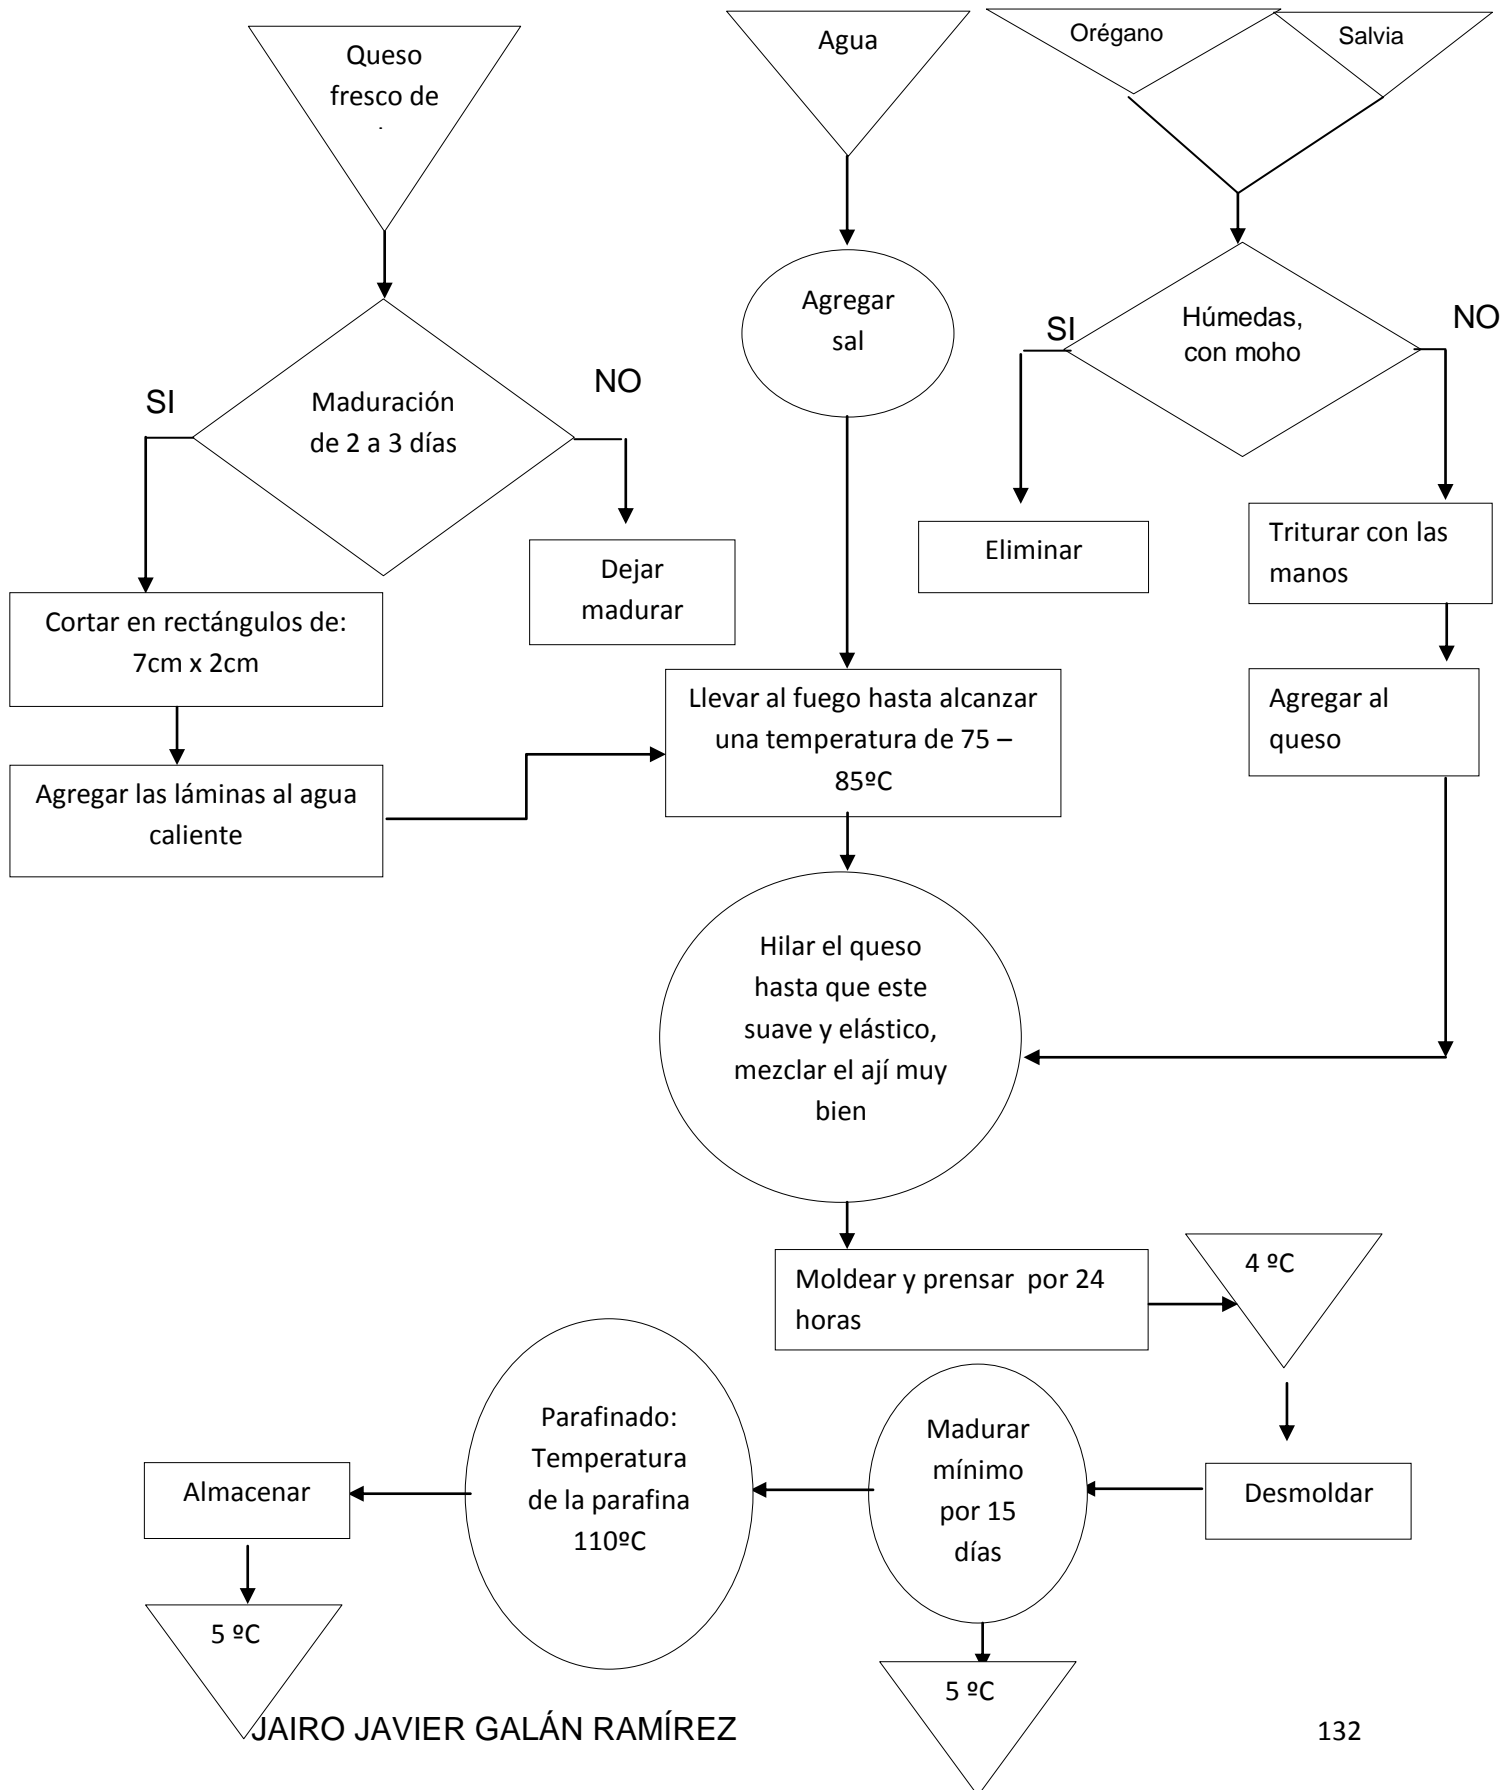 Queso
fresco de
Agua
Orégano
Salvia
Agregar
sal
Húmedas,
con moho
SI
NO
SI
NO
Maduración
de 2 a 3 días
Eliminar
Triturar con las
manos
Dejar
madurar
Cortar en rectángulos de:
7cm x 2cm
Llevar al fuego hasta alcanzar
una temperatura de 75 –
85ºC
Agregar al
queso
Agregar las láminas al agua
caliente
Hilar el queso
hasta que este
suave y elástico,
mezclar el ají muy
bien
Moldear y prensar por 24
horas
4 ºC
Desmoldar
Madurar
mínimo
por 15
días
Parafinado:
Temperatura
de la parafina
110ºC
Almacenar
5 ºC
5 ºC
JAIRO JAVIER GALÁN RAMÍREZ
132